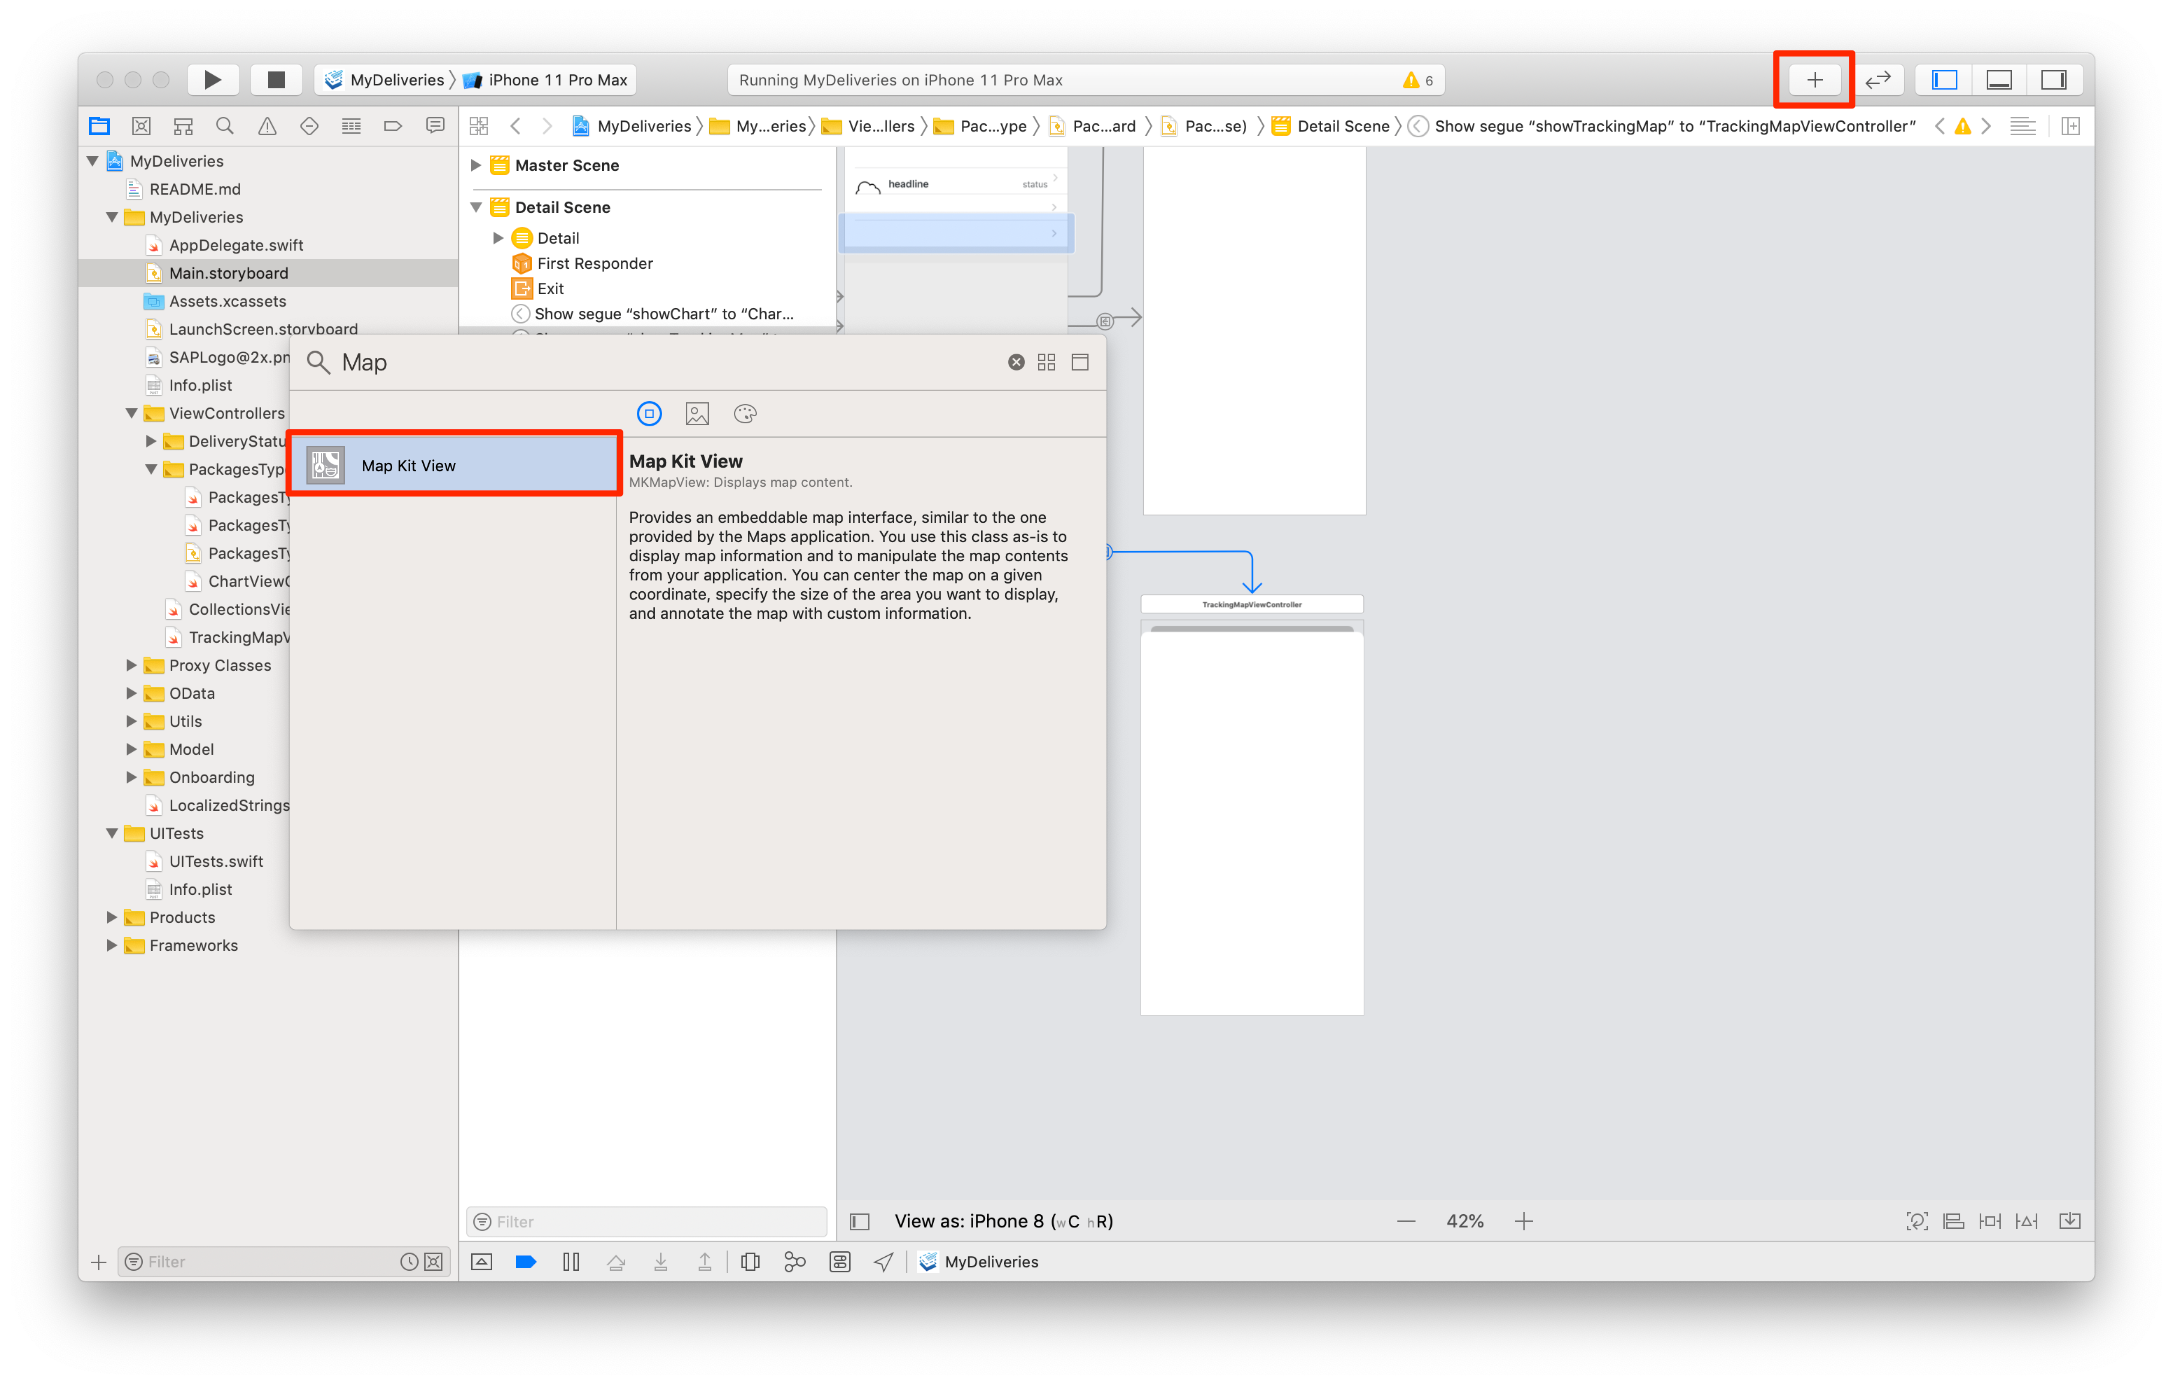 MyDeliveries
iPhone 11 Pro Max
Running MyDeliveries on iPhone 11 Pro Max
6
MyDeliveries
My...eries
Vie...llers
Pac...ype
Pac...ard
Pac...se)
Detail Scene
Show segue “showTrackingMap” to “TrackingMapViewController”
MyDeliveries
README.md
MyDeliveries
AppDelegate.swift
Main.storyboard
Assets.xcassets
LaunchScreen.storyboard
SAPLogo@2x.pn
Info.plist
ViewControllers
DeliveryStatu
PackagesTyp
PackagesTy
PackagesTy
PackagesTy
ChartViewC
CollectionsVie
TrackingMapV
Proxy Classes
OData
Utils
Model
Onboarding
LocalizedStrings
UITests
UITests.swift
Info.plist
Products
Frameworks
Filter
Master Scene
Detail Scene
Detail
First Responder
Exit
Show segue “showChart” to “Char...
headline
status
Map
Map Kit View
Map Kit View
MKMapView: Displays map content.
Provides an embeddable map interface, similar to the one
provided by the Maps application. You use this class as-is to
display map information and to manipulate the map contents
from your application. You can center the map on a given
coordinate, specify the size of the area you want to display,
and annotate the map with custom information.
TrackingMapViewController
Filter
View as: iPhone 8 (wC hR)
42%
MyDeliveries